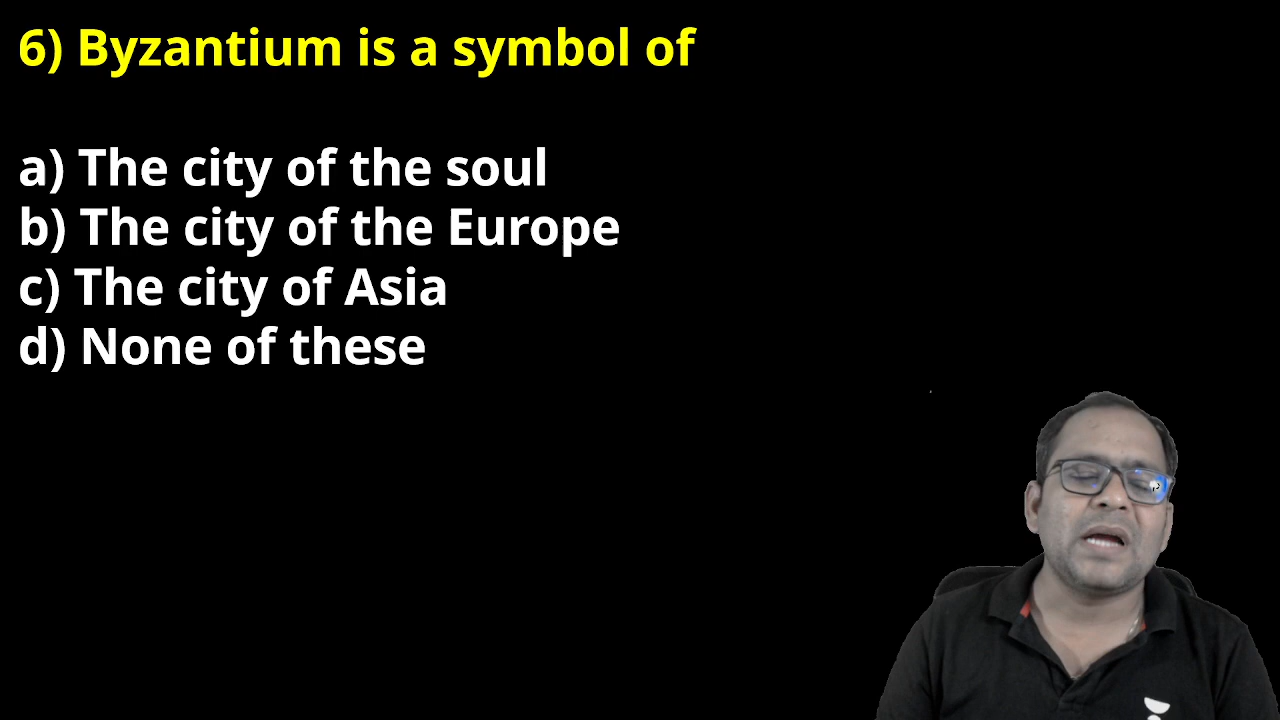 6) Byzantium is a symbol of
a) The city of the soul
b) The city of the Europe
c) The city of Asia
d) None of these